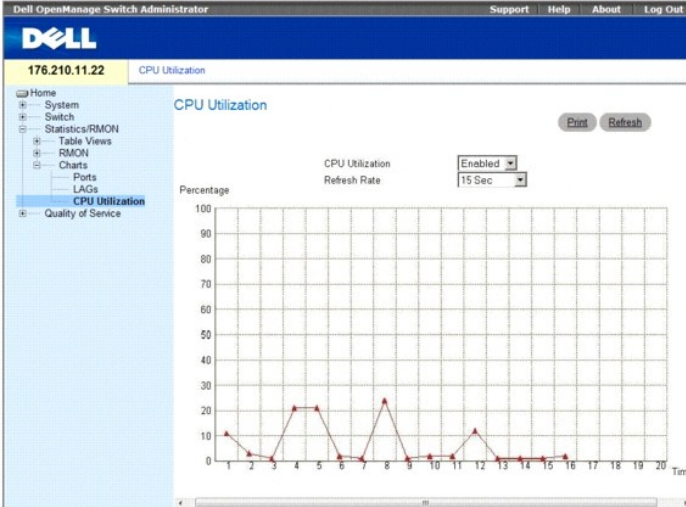 Dell OpenManage Switch Administrator
Support Help About Log Out
DELL
176.210.11.22
CPU Utilization
Home
System
Switch
Statistics/RMON
Table Views
RMON
Charts
Ports
LAGs
CPU Utilization
Quality of Service
CPU Utilization
Print Refresh
CPU Utilization Enabled
Refresh Rate 15 Sec
Percentage
100
90
80
70
60
50
40
30
20
10
0
1 2 3 4 5 6 7 8 9 10 11 12 13 14 15 16 17 18 19 20